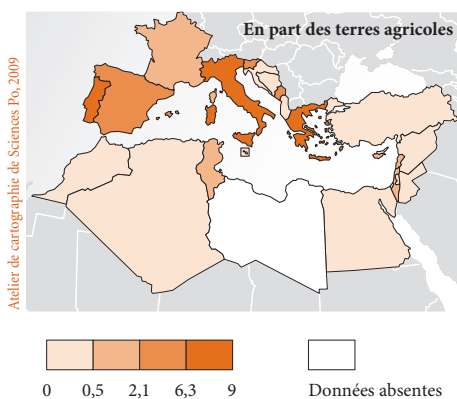 En part des terres agricoles
Atelier de cartographie de Sciences Po, 2009
0 0,5 2,1 6,3 9 Données absentes